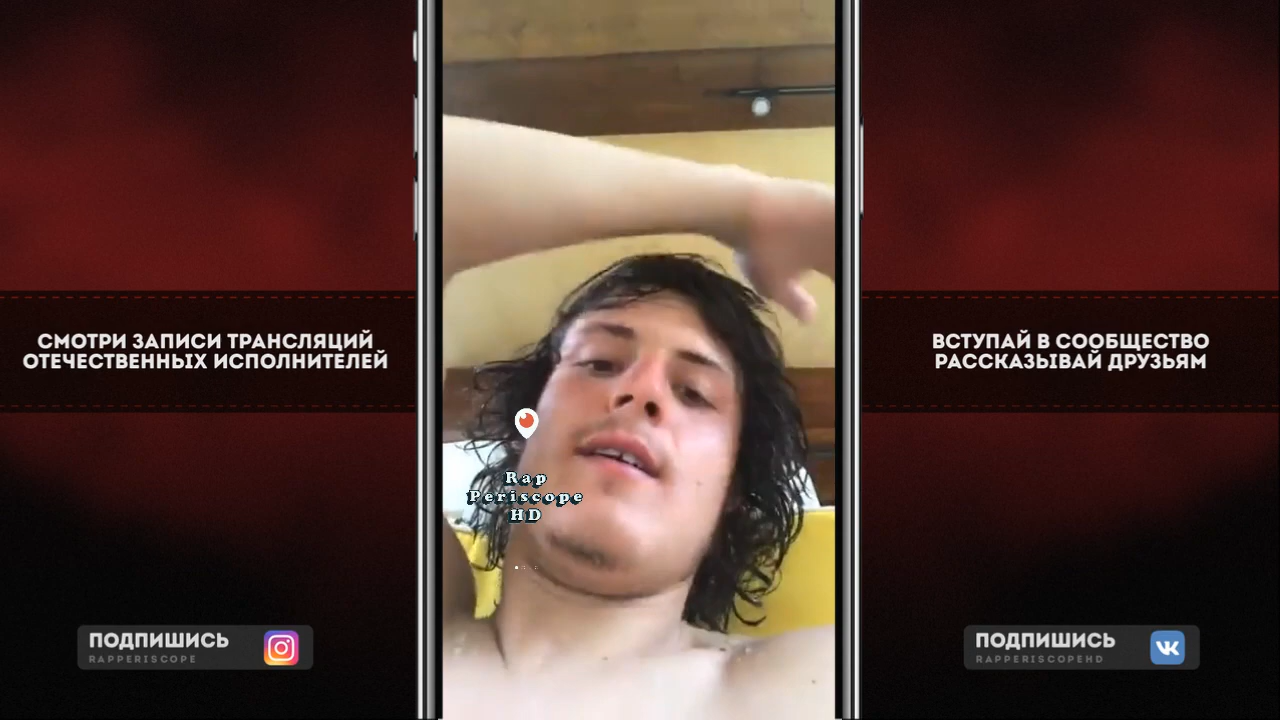 СМОТРИ ЗАПИСИ ТРАНСЛЯЦИЙ
ОТЕЧЕСТВЕННЫХ ИСПОЛНИТЕЛЕЙ
ПОДПИШИСЬ
RAPPERISCOPE
Rap
Periscope
HD
ВСТУПАЙ В СООБЩЕСТВО
РАССКАЗЫВАЙ ДРУЗЬЯМ
ПОДПИШИСЬ
RAPPERISCOPEHD